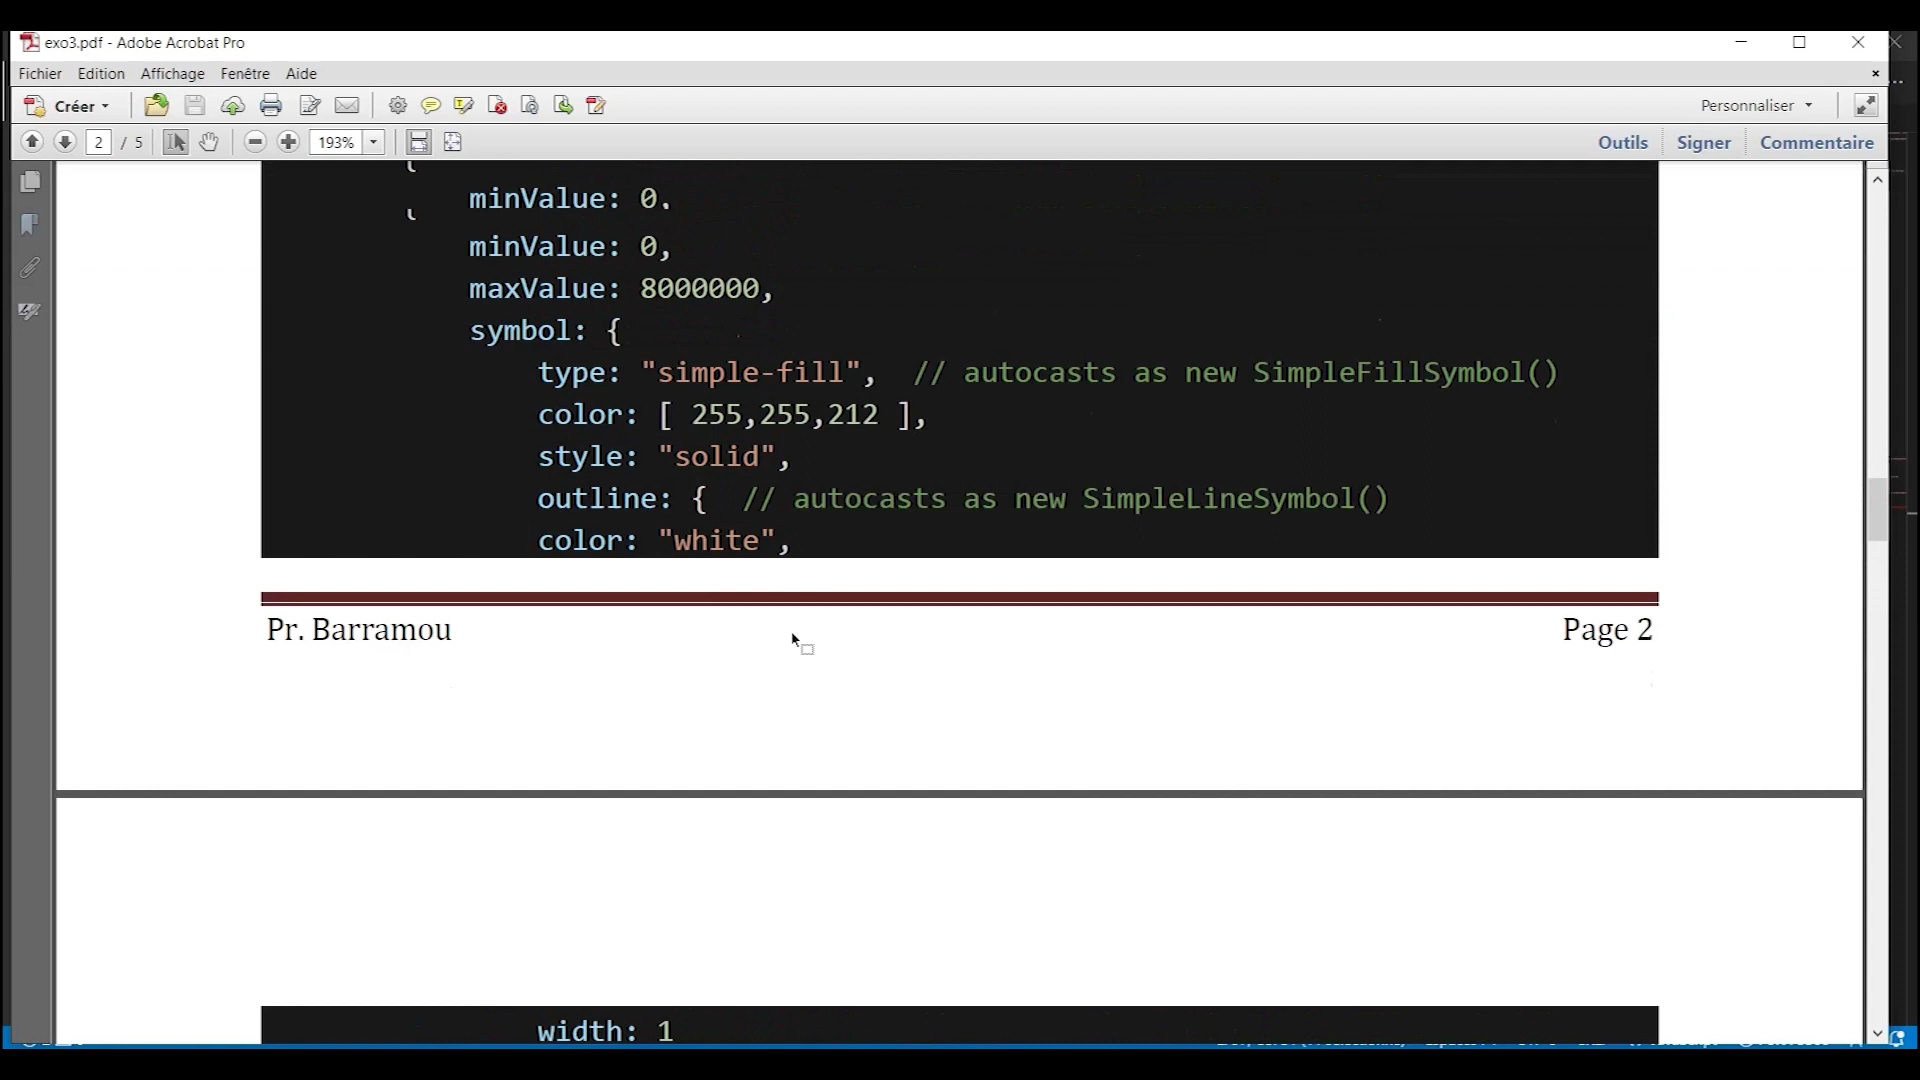 exo3.pdf - Adobe Acrobat Pro
Fichier Edition Affichage Fenêtre Aide
Créer Personnaliser
2 / 5 193% Outils Signer Commentaire
{
minValue: 0.
minValue: 0,
maxValue: 8000000,
symbol: {
type: "simple-fill", // autocasts as new SimpleFillSymbol()
color: [ 255,255,212 ],
style: "solid",
outline: { // autocasts as new SimpleLineSymbol()
color: "white",
Pr. Barramou Page 2
width: 1